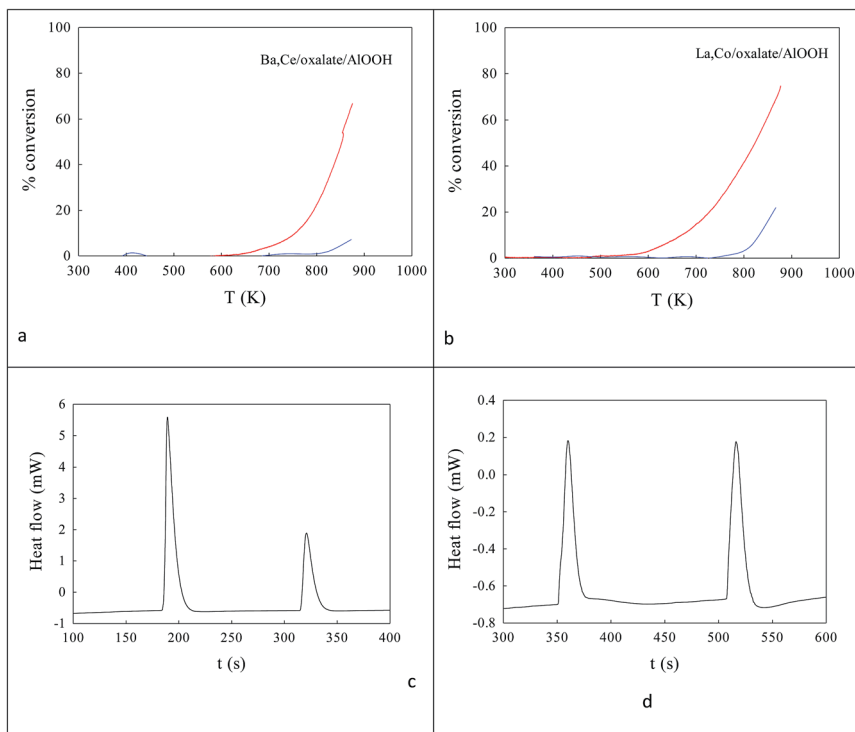 100
80
60
40
20
0
% conversion
Ba,Ce/oxalate/AlOOH
300 400 500 600 700 800 900 1000
T (K)
a
100
80
60
40
20
0
% conversion
La,Co/oxalate/AlOOH
300 400 500 600 700 800 900 1000
T (K)
b
6
5
4
3
2
1
0
-1
Heat flow (mW)
100 150 200 250 300 350 400
t (s)
c
0.4
0.2
0.0
-0.2
-0.4
-0.6
-0.8
Heat flow (mW)
300 350 400 450 500 550 600
t (s)
d